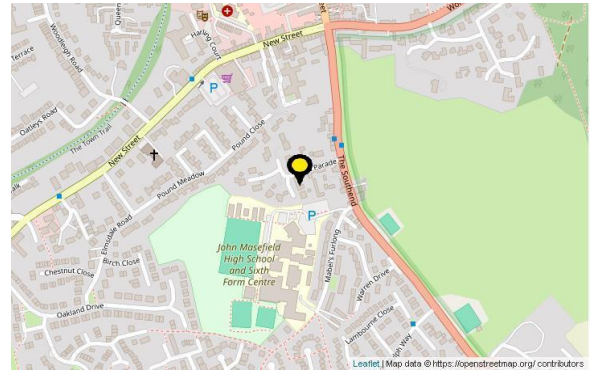 Queen
Harling Court
New Street
Woodleigh Road
Terrace
P
Oatleys Road
The Town Trail
New Street
Pound Close
Parade
The Southend
Pound Meadow
Elmsdale Road
P
John Masefield
High School
and Sixth
Form Centre
Mabel's Furlong
Birch Close
Chestnut Close
Warren Drive
Oakland Drive
Lambourne Close
Way
Leaflet | Map data © https://openstreetmap.org/ contributors